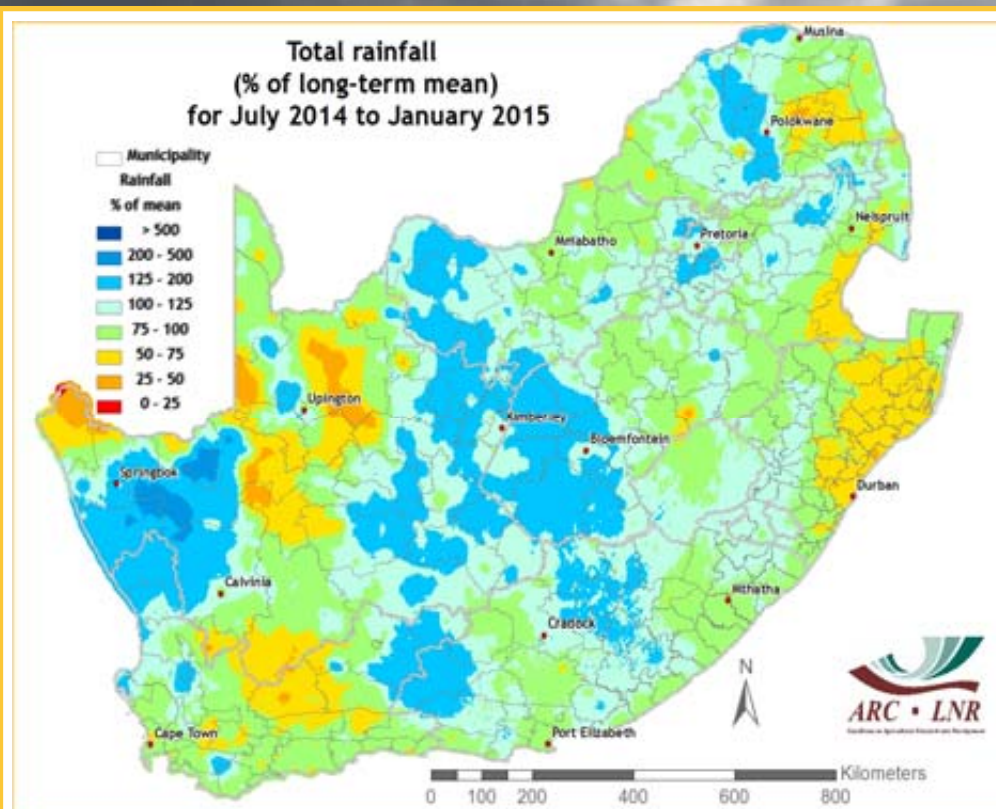 Total rainfall
(% of long-term mean)
for July 2014 to January 2015
Municipality
Rainfall
% of mean
> 500
200 - 500
125 - 200
100 - 125
75 - 100
50 - 75
25 - 50
0 - 25
Musina
Polokwane
Nelspruit
Pretoria
Mmabatho
Upington
Kimberley
Bloemfontein
Springbok
Durban
Calvinia
Mthatha
Cradock
N
ARC • LNR
Cape Town
Port Elizabeth
Kilometers
0 100 200 400 600 800